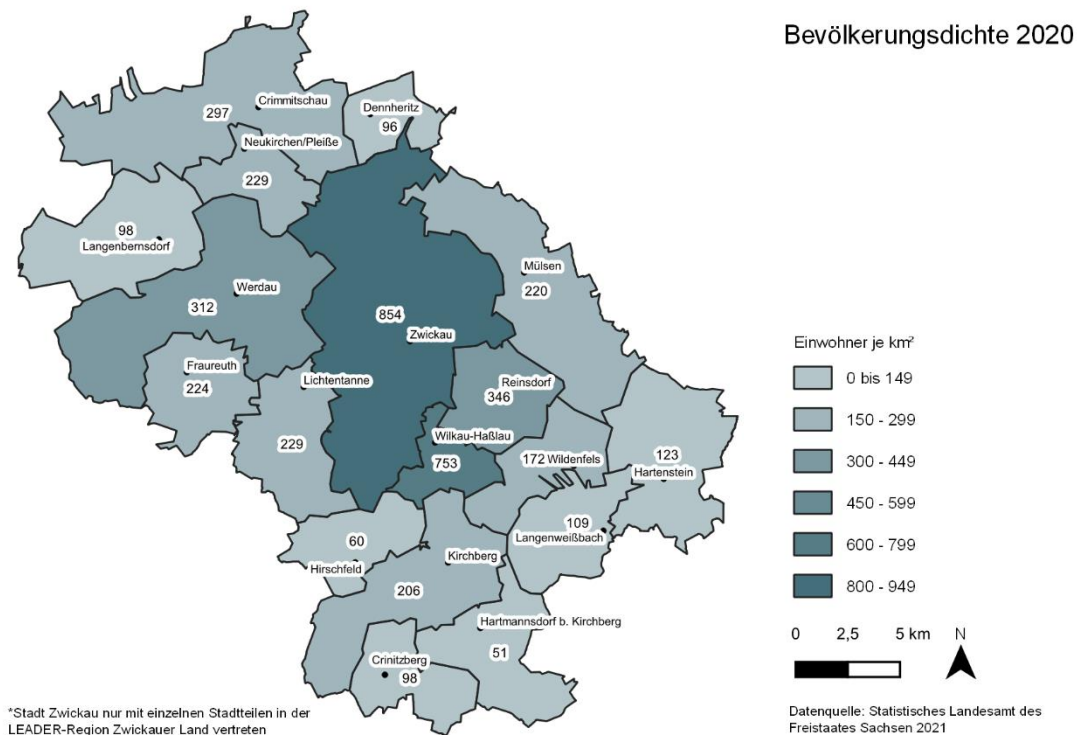 Bevölkerungsdichte 2020
Crimmitschau
297
Dennheritz
96
Neukirchen/Pleiße
229
98
Langenbernsdorf
Werdau
312
Mülsen
220
854
Zwickau
Fraureuth
224
Lichtentanne
229
Reinsdorf
346
Wilkau-Haßlau
753
172 Wildenfels
123
Hartenstein
109
Langenweißbach
60
Hirschfeld
Kirchberg
206
Hartmannsdorf b. Kirchberg
51
Crinitzberg
98
Einwohner je km²
0 bis 149
150 - 299
300 - 449
450 - 599
600 - 799
800 - 949
0 2,5 5 km N
*Stadt Zwickau nur mit einzelnen Stadtteilen in der
LEADER-Region Zwickauer Land vertreten
Datenquelle: Statistisches Landesamt des
Freistaates Sachsen 2021